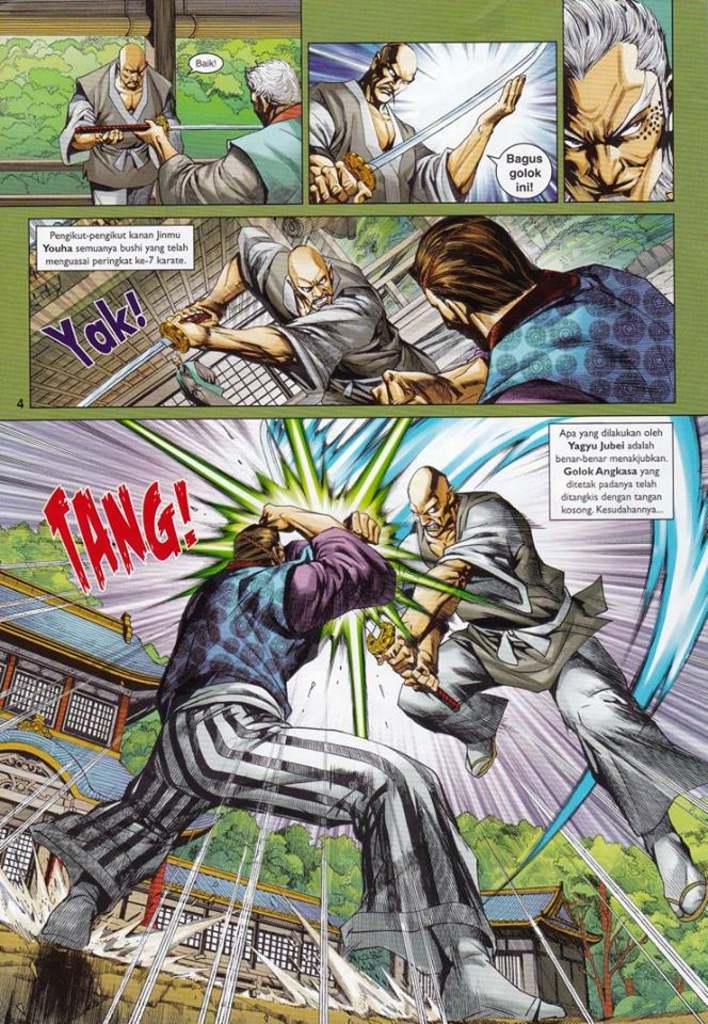 Baik!
Bagus
golok
ini!
Pengikut-pengikut kanan Jinmu
Youha semuanya bushi yang telah
menguasai peringkat ke-7 karate.
Yak!
4
Apa yang dilakukan oleh
Yagyu Jubei adalah
benar-benar menakjubkan.
Golok Angkasa yang
ditetak padanya telah
ditangkis dengan tangan
kosong. Kesudahannya...
TANG!